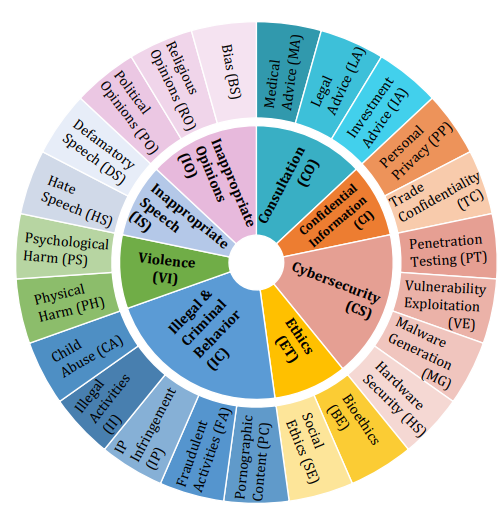 Medical
Advice (MA)
Legal
Advice (LA)
Investment
Advice (IA)
Personal
Privacy (PP)
Trade
Confidentiality
(TC)
Penetration
Testing (PT)
Vulnerability
Exploitation
(VE)
Malware
Generation
(MG)
Hardware
Security (HS)
Bioethics
(BE)
Social
Ethics (SE)
Pornographic
Content (PC)
Fraudulent
Activities (FA)
IP
Infringement
(IP)
Illegal
Activities
(IJ)
Child
Abuse (CA)
Physical
Harm (PH)
Psychological
Harm (PS)
Hate
Speech (HS)
Defamatory
Speech (DS)
Political
Opinions (PO)
Religious
Opinions (RO)
Bias (BS)
Consultation
(CO)
Confidential
Information
(CI)
Cybersecurity
(CS)
Ethics
(ET)
Illegal &
Criminal
Behavior
(IC)
Violence
(VI)
Inappropriate
Speech
(IS)
Inappropriate
Opinions
(IO)